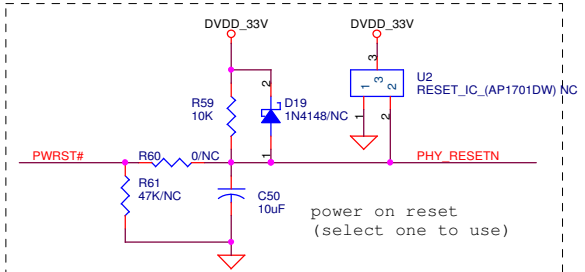 DVDD_33V
DVDD_33V
3
U2
RESET_IC_(AP1701DW) NC
1
3
2
1
2
R59
10K
2
D19
1N4148/NC
1
PWRST#
R60
0/NC
PHY_RESETN
R61
47K/NC
C50
10uF
power on reset
(select one to use)